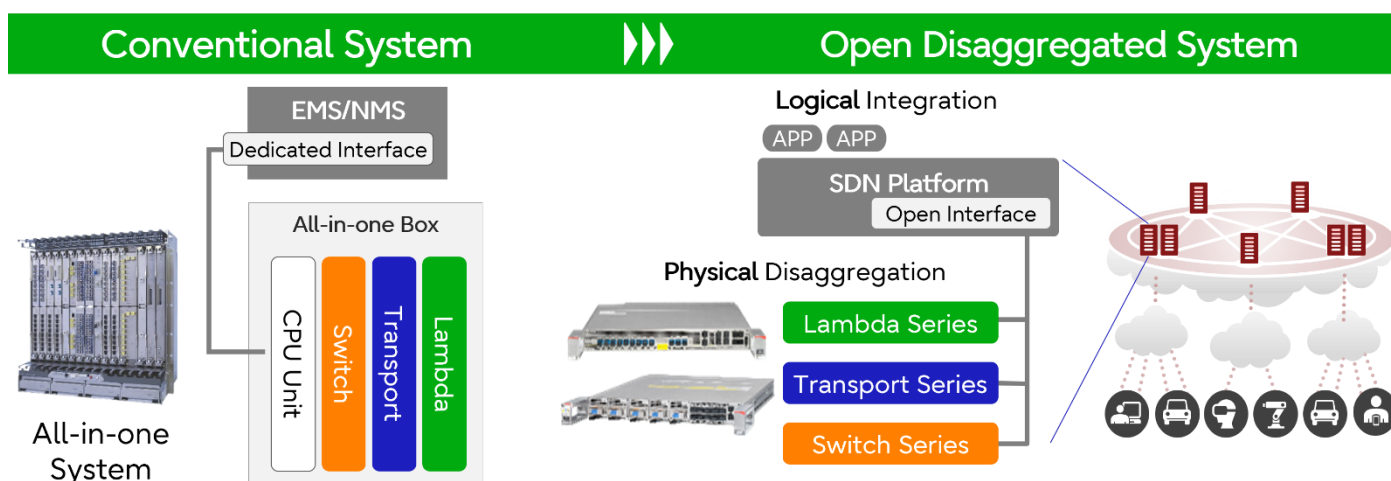 Conventional System
Open Disaggregated System
EMS/NMS
Dedicated Interface
All-in-one Box
CPU Unit
Switch
Transport
Lambda
All-in-one
System
Logical Integration
APP
APP
SDN Platform
Open Interface
Physical Disaggregation
Lambda Series
Transport Series
Switch Series